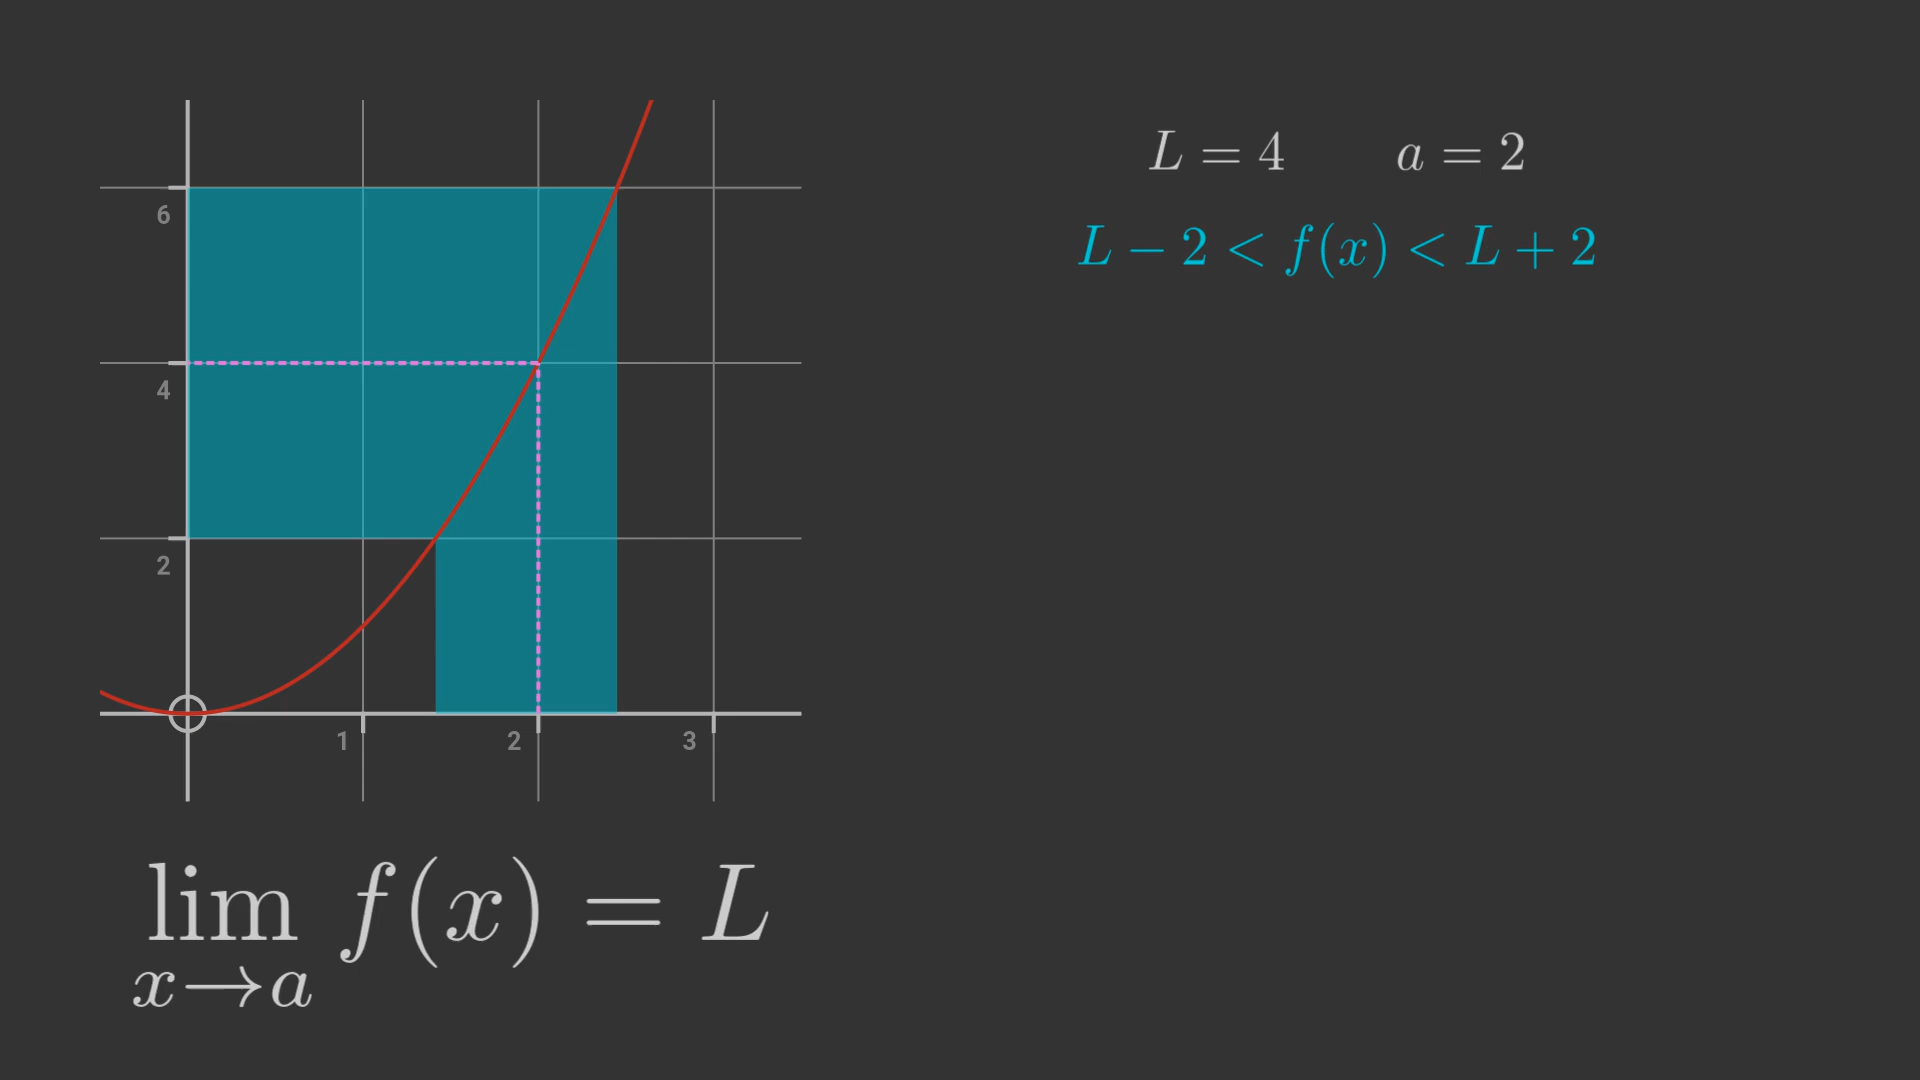 L = 4 a = 2
L − 2 < f(x) < L + 2
6
4
2
1 2 3
lim f(x) = L
x→a